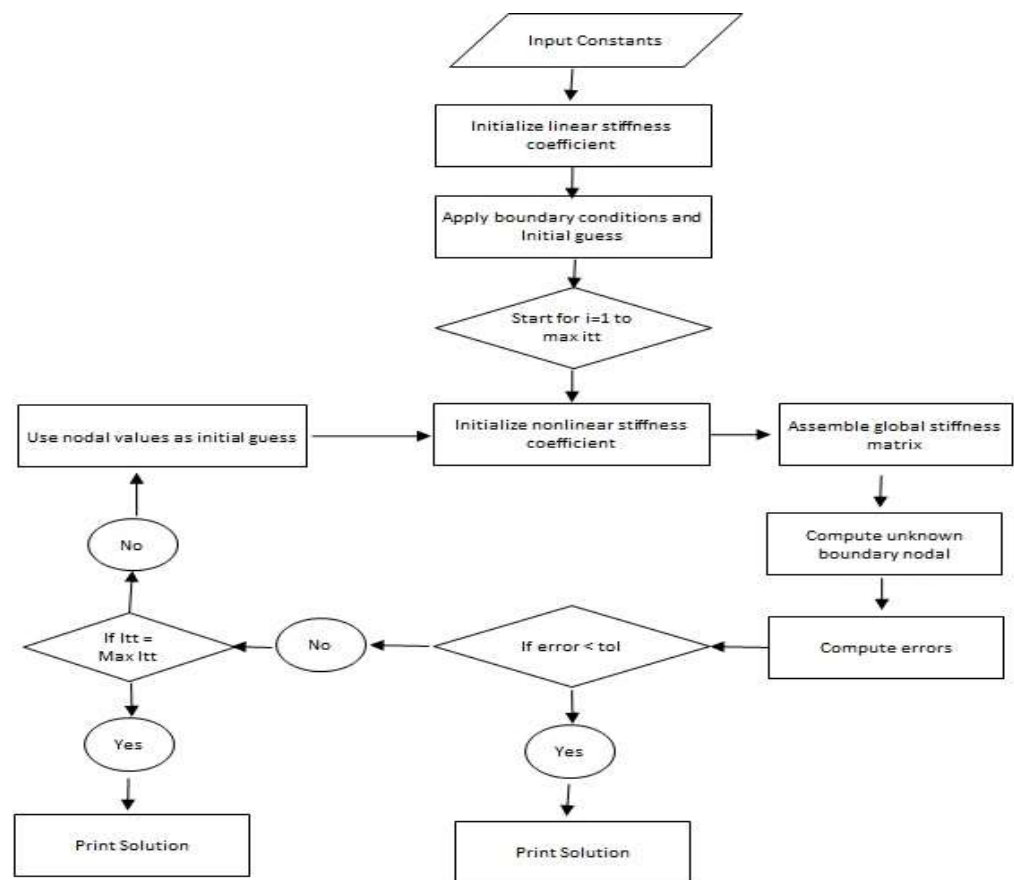 Input Constants
Initialize linear stiffness
coefficient
Apply boundary conditions and
Initial guess
Start for i=1 to
max itt
Use nodal values as initial guess
Initialize nonlinear stiffness
coefficient
Assemble global stiffness
matrix
No
Compute unknown
boundary nodal
If Itt =
Max Itt
No
If error < tol
Compute errors
Yes
Yes
Print Solution
Print Solution